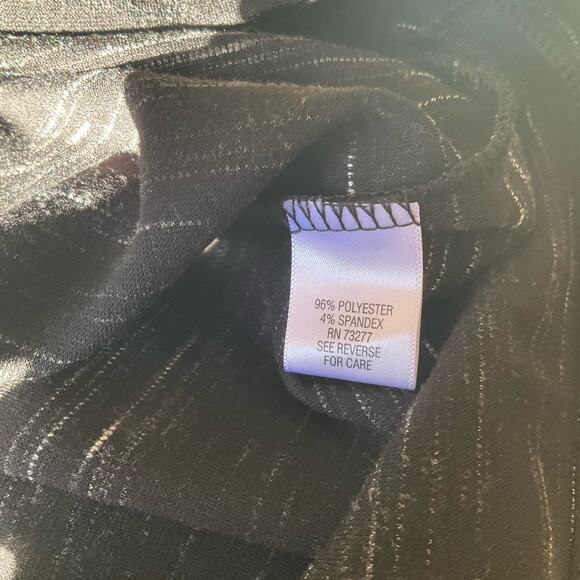 96% POLYESTER
4% SPANDEX
RN 73277
SEE REVERSE
FOR CARE